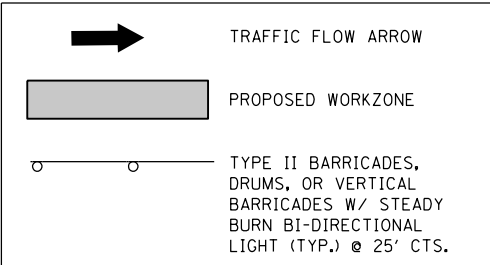 TRAFFIC FLOW ARROW
PROPOSED WORKZONE
TYPE II BARRICADES,
DRUMS, OR VERTICAL
BARRICADES W/ STEADY
BURN BI-DIRECTIONAL
LIGHT (TYP.) @ 25' CTS.